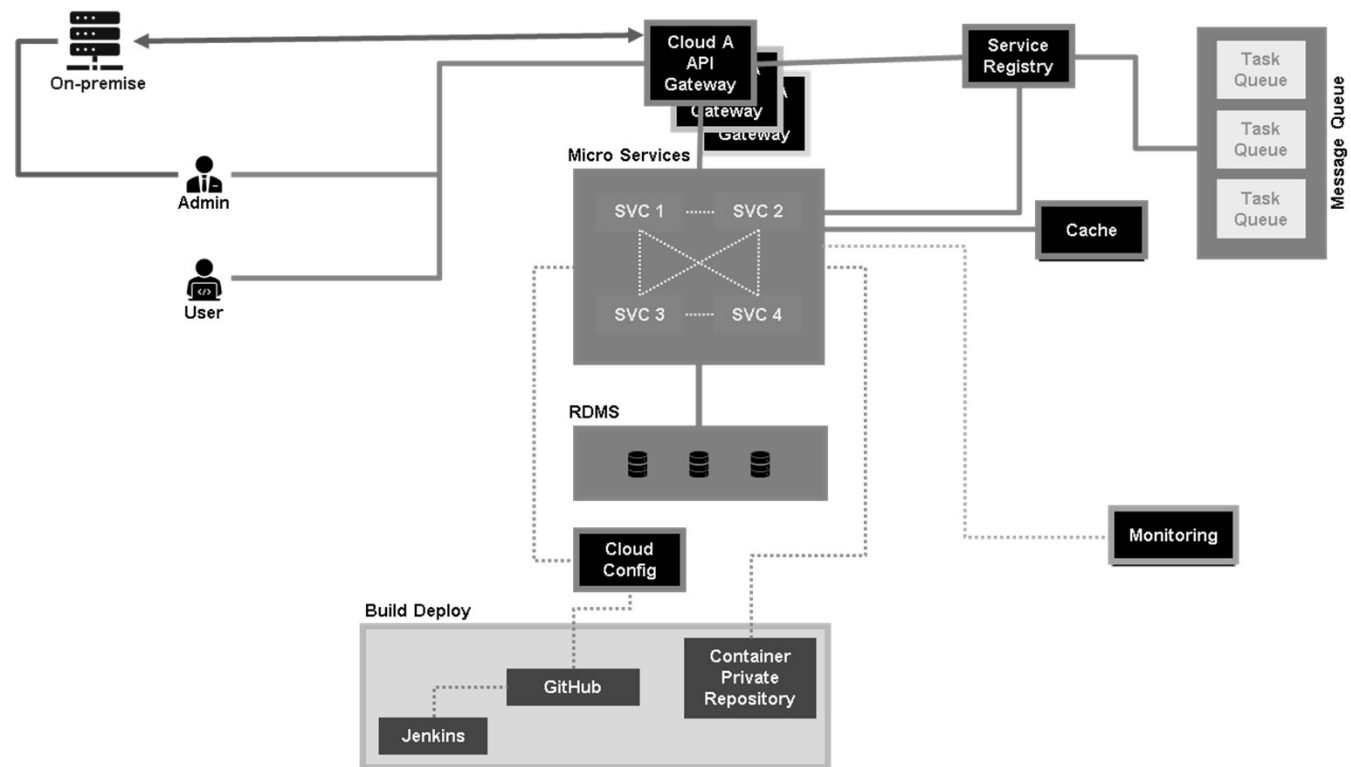 Cloud A
API
Gateway
A
Gateway
A
Gateway
Service
Registry
Task
Queue
Task
Queue
Task
Queue
Message Queue
On-premise
Micro Services
Admin
SVC 1
SVC 2
Cache
User
SVC 3
SVC 4
RDMS
Cloud
Config
Monitoring
Build Deploy
Container
Private
Repository
GitHub
Jenkins